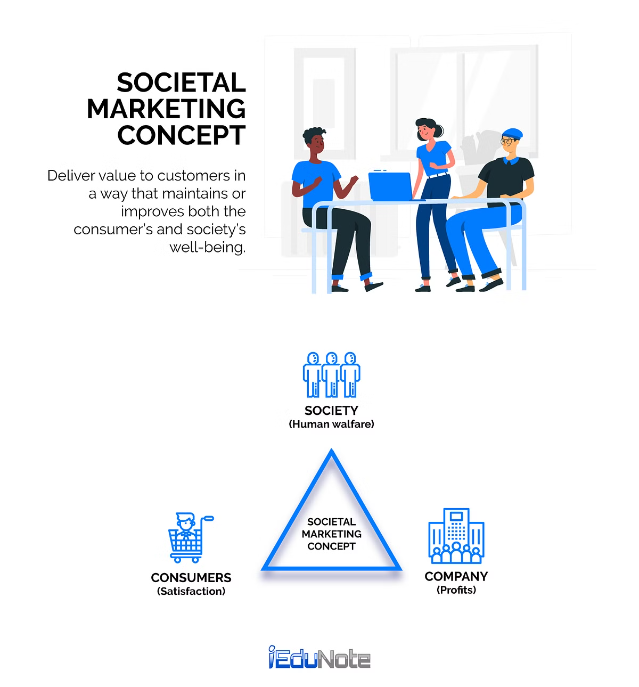 SOCIETAL
MARKETING
CONCEPT
Deliver value to customers in
a way that maintains or
improves both the
consumer's and society's
well-being.
SOCIETY
(Human walfare)
SOCIETAL
MARKETING
CONCEPT
CONSUMERS
(Satisfaction)
COMPANY
(Profits)
iEduNote